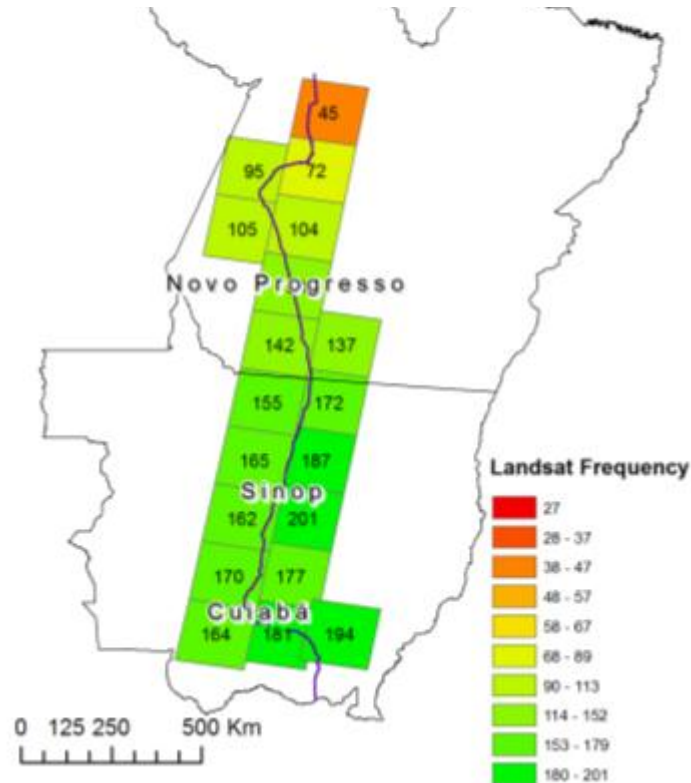 45
95 72
105 104
Novo Progresso
142 137
155 172
165 187
Sinop
162 201
170 177
Cuiabá
164 181 194
Landsat Frequency
27
28 - 37
38 - 47
48 - 57
58 - 67
68 - 89
90 - 113
114 - 152
153 - 179
180 - 201
0 125 250 500 Km